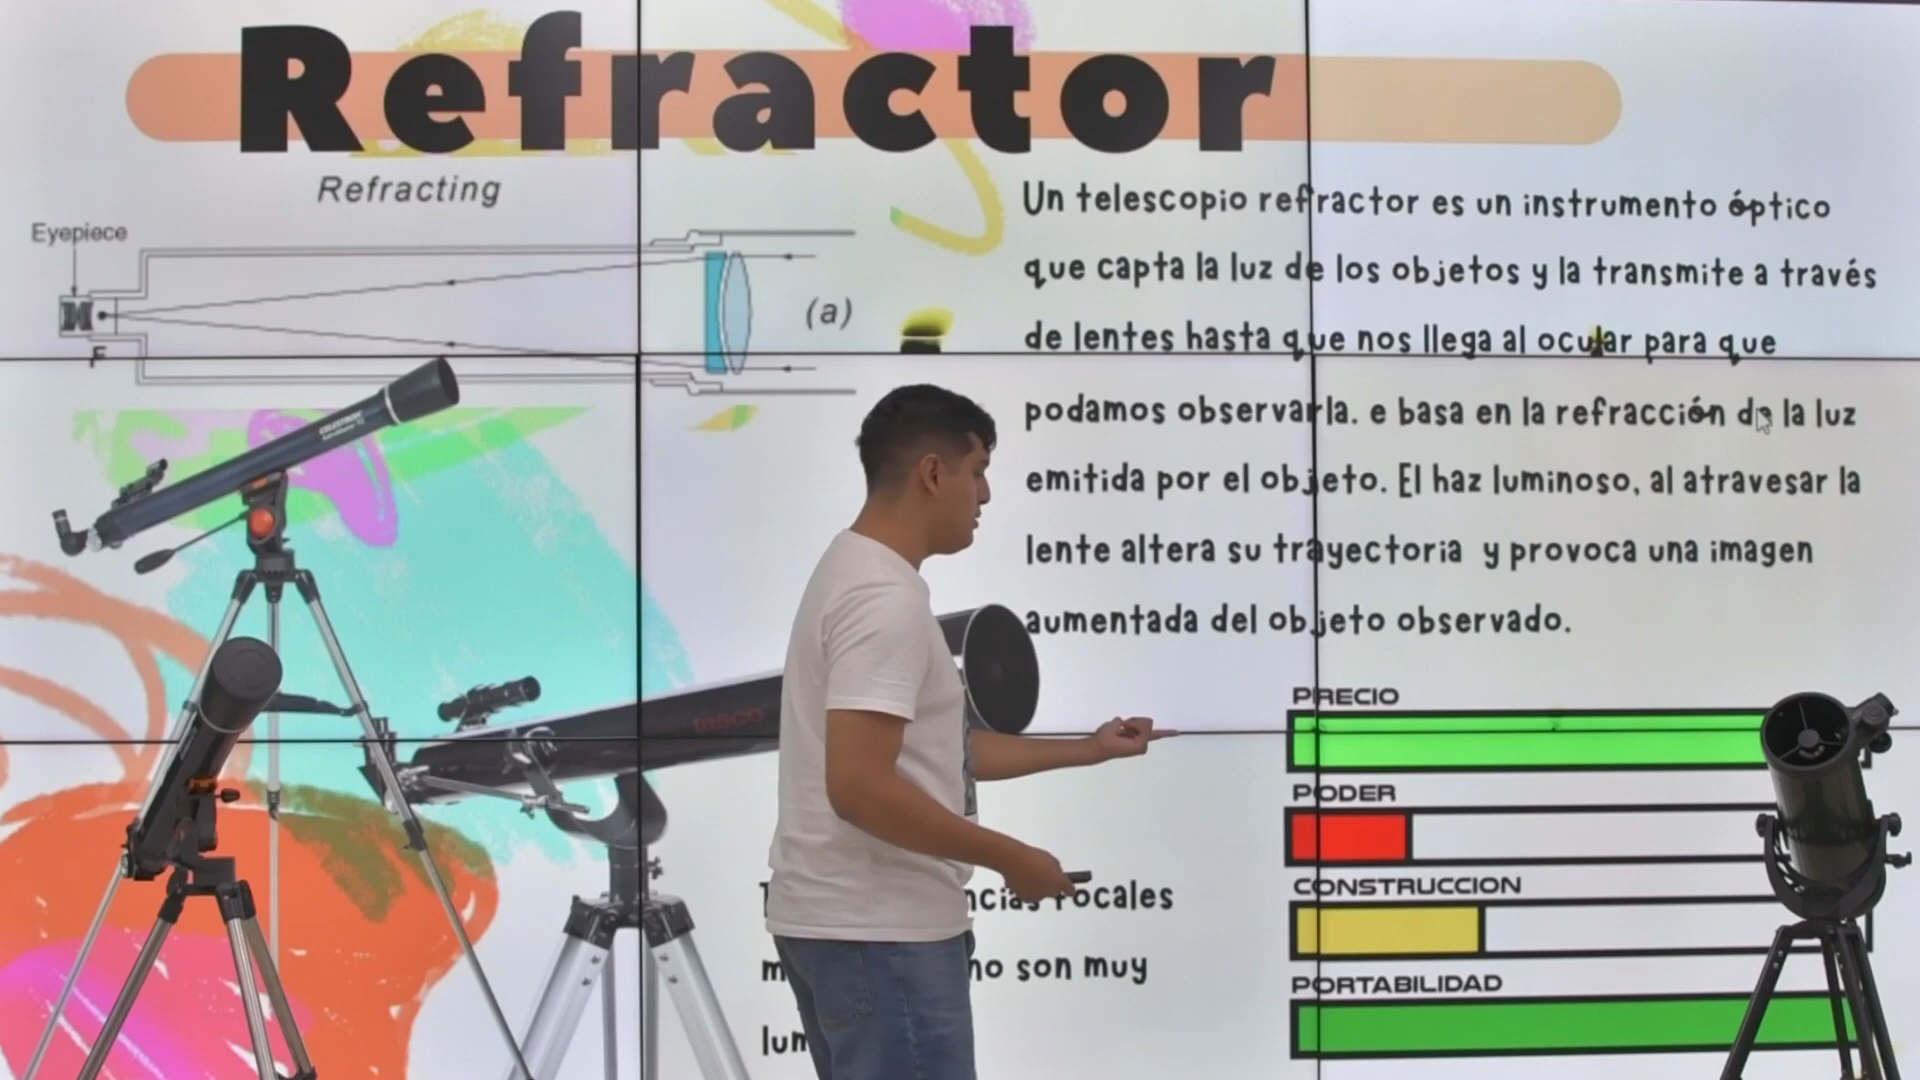 Refractor
Refracting
Eyepiece
(a)
F
Un telescopio refractor es un instrumento óptico
que capta la luz de los objetos y la transmite a través
de lentes hasta que nos llega al ocular para que
podamos observarla. e basa en la refracción de la luz
emitida por el objeto. El haz luminoso, al atravesar la
lente altera su trayectoria y provoca una imagen
aumentada del objeto observado.
CELESTRON
tasco
PRECIO
PODER
CONSTRUCCION
PORTABILIDAD
focales
no son muy